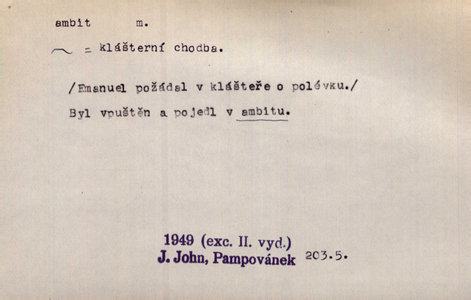 ambit m.
= klášterní chodba.
/Emanuel požádal v klášteře o polévku./
Byl vpuštěn a pojedl v ambitu.
1949 (exc. II. vyd.)
J. John, Pampovánek 203.5.